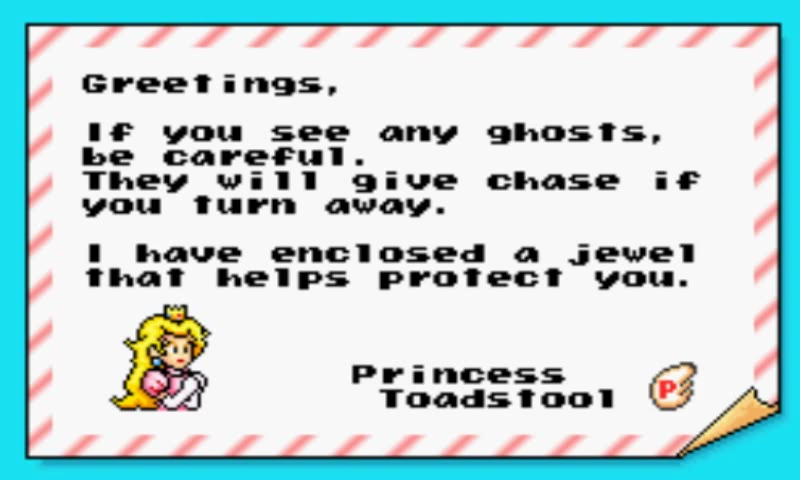 Greetings,
If you see any ghosts,
be careful.
They will give chase if
you turn away.
I have enclosed a jewel
that helps protect you.
Princess
Toadstool
P